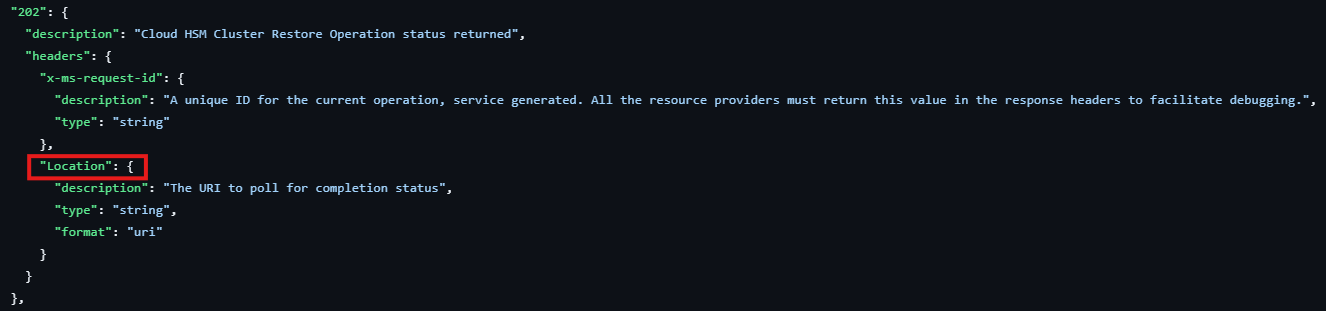 "202": {
"description": "Cloud HSM Cluster Restore Operation status returned",
"headers": {
"x-ms-request-id": {
"description": "A unique ID for the current operation, service generated. All the resource providers must return this value in the response headers to facilitate debugging.",
"type": "string"
},
"Location": {
"description": "The URI to poll for completion status",
"type": "string",
"format": "uri"
}
}
},